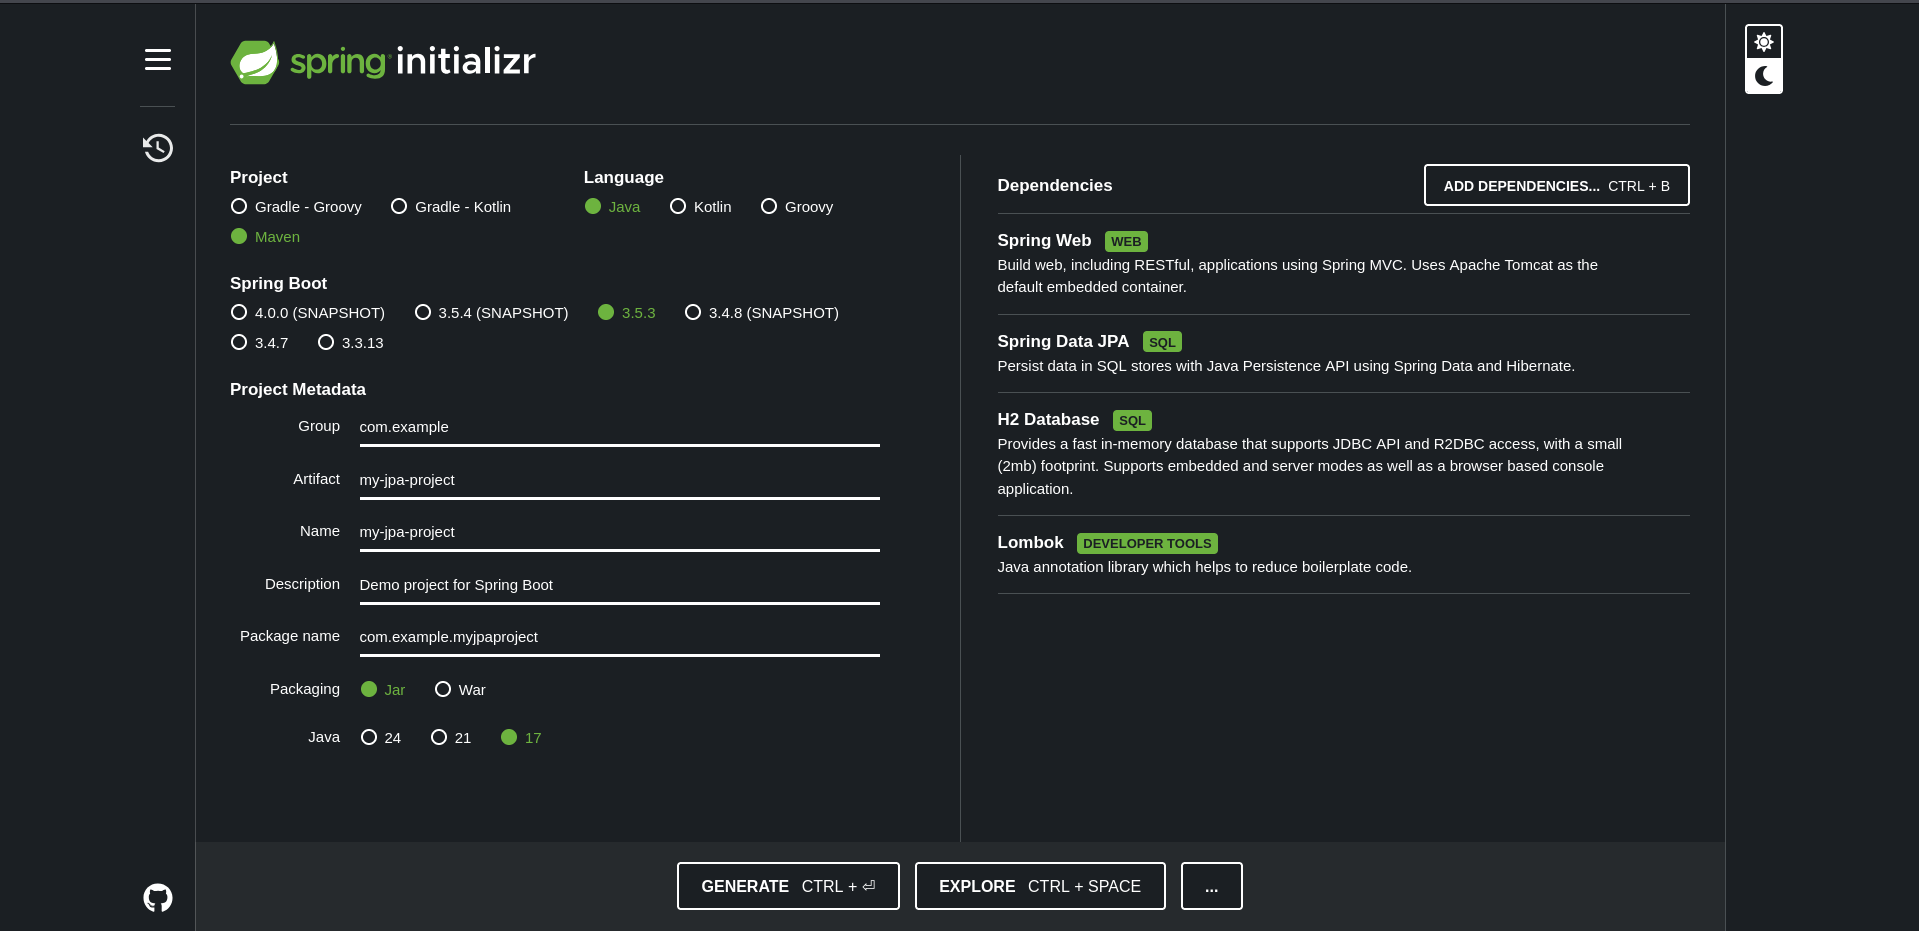 spring initializr
Project
Gradle - Groovy Gradle - Kotlin
Maven
Language
Java Kotlin Groovy
Spring Boot
4.0.0 (SNAPSHOT) 3.5.4 (SNAPSHOT) 3.5.3 3.4.8 (SNAPSHOT)
3.4.7 3.3.13
Project Metadata
Group com.example
Artifact my-jpa-project
Name my-jpa-project
Description Demo project for Spring Boot
Package name com.example.myjpaproject
Packaging Jar War
Java 24 21 17
Dependencies ADD DEPENDENCIES... CTRL + B
Spring Web WEB
Build web, including RESTful, applications using Spring MVC. Uses Apache Tomcat as the
default embedded container.
Spring Data JPA SQL
Persist data in SQL stores with Java Persistence API using Spring Data and Hibernate.
H2 Database SQL
Provides a fast in-memory database that supports JDBC API and R2DBC access, with a small
(2mb) footprint. Supports embedded and server modes as well as a browser based console
application.
Lombok DEVELOPER TOOLS
Java annotation library which helps to reduce boilerplate code.
GENERATE CTRL + ⏎ EXPLORE CTRL + SPACE ...